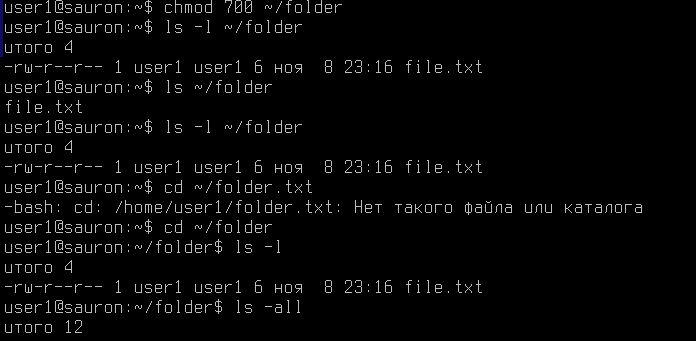 user1@sauron:~$ chmod 700 ~/folder
user1@sauron:~$ ls -l ~/folder
итого 4
-rw-r--r-- 1 user1 user1 6 ноя  8 23:16 file.txt
user1@sauron:~$ ls ~/folder
file.txt
user1@sauron:~$ ls -l ~/folder
итого 4
-rw-r--r-- 1 user1 user1 6 ноя  8 23:16 file.txt
user1@sauron:~$ cd ~/folder.txt
-bash: cd: /home/user1/folder.txt: Нет такого файла или каталога
user1@sauron:~$ cd ~/folder
user1@sauron:~/folder$ ls -l
итого 4
-rw-r--r-- 1 user1 user1 6 ноя  8 23:16 file.txt
user1@sauron:~/folder$ ls -all
итого 12